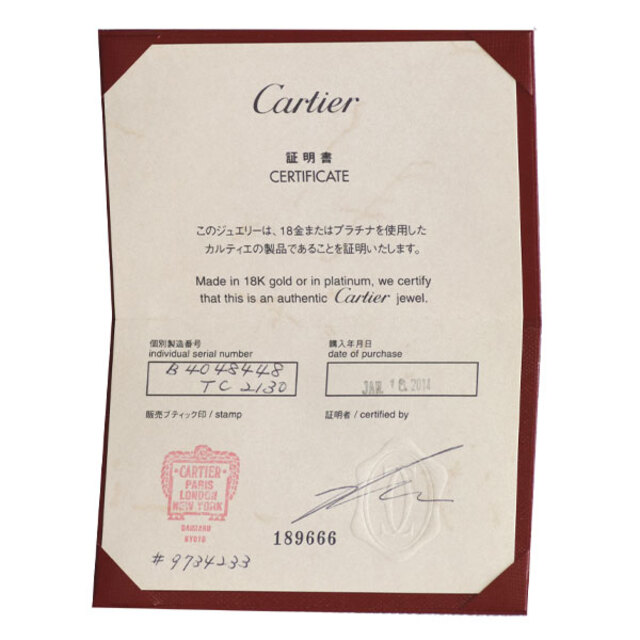 Cartier
証明書
CERTIFICATE
このジュエリーは、18金またはプラチナを使用した
カルティエの製品であることを証明いたします。
Made in 18K gold or in platinum, we certify
that this is an authentic Cartier jewel.
個別製造番号
individual serial number
B4048448
TC2130
購入年月日
date of purchase
JAN. 18. 2014
販売ブティック印 / stamp
証明者 / certified by
CARTIER
PARIS
LONDON
NEW YORK
DAIMARU
KYOTO
189666
#9734233